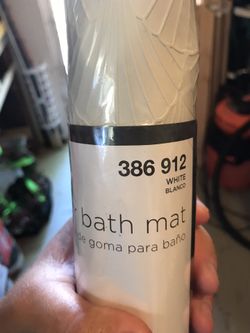 386 912
WHITE
BLANCO
bath mat
de goma para baño